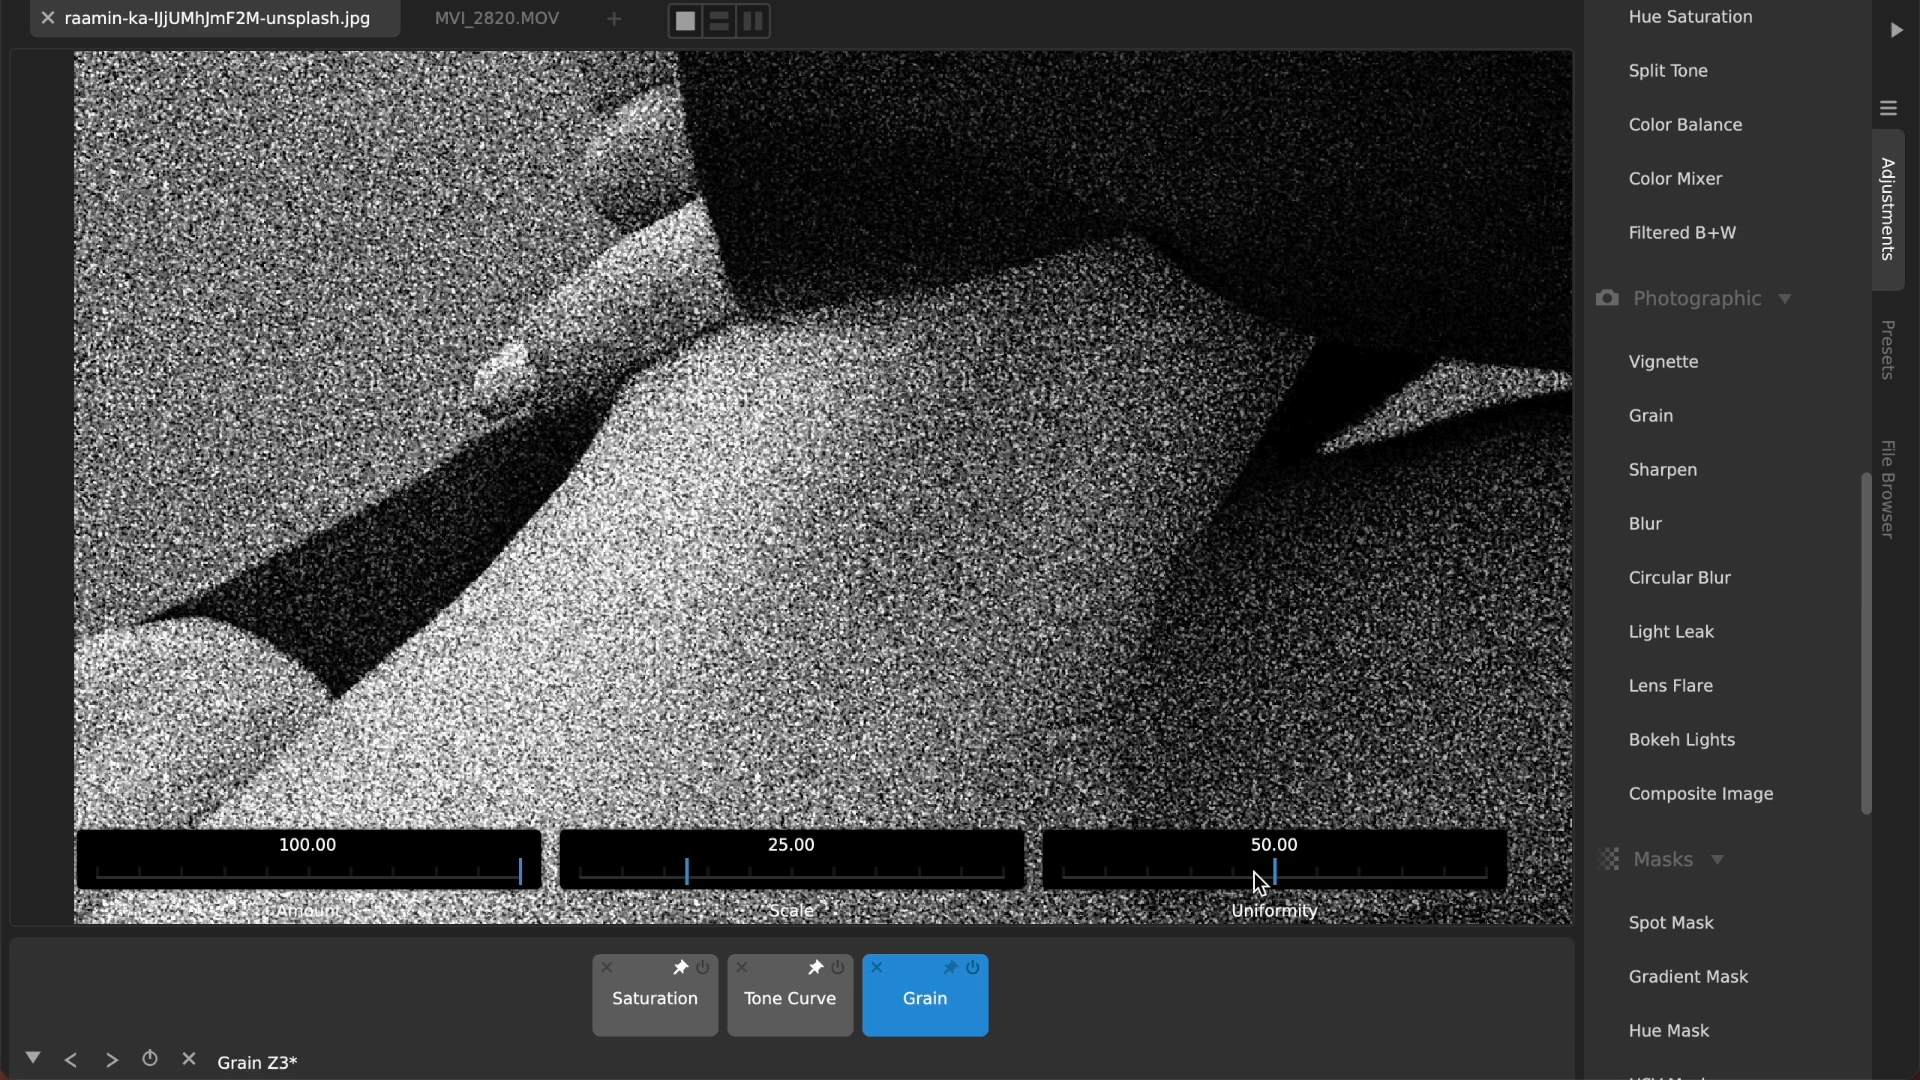 raamin-ka-IJjUMhJmF2M-unsplash.jpg
MVI_2820.MOV
Hue Saturation
Split Tone
Color Balance
Color Mixer
Filtered B+W
Photographic
Vignette
Grain
Sharpen
Blur
Circular Blur
Light Leak
Lens Flare
Bokeh Lights
Composite Image
Masks
Spot Mask
Gradient Mask
Hue Mask
Adjustments
Presets
File Browser
100.00
25.00
50.00
Amount
Scale
Uniformity
Saturation
Tone Curve
Grain
Grain Z3*